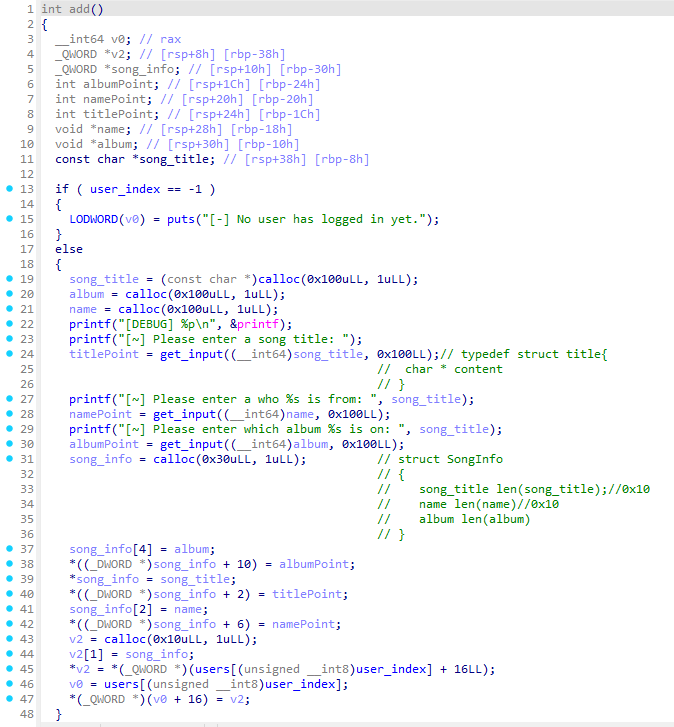 1 int add()
2 {
3   __int64 v0; // rax
4   _QWORD *v2; // [rsp+8h] [rbp-38h]
5   _QWORD *song_info; // [rsp+10h] [rbp-30h]
6   int albumPoint; // [rsp+1Ch] [rbp-24h]
7   int namePoint; // [rsp+20h] [rbp-20h]
8   int titlePoint; // [rsp+24h] [rbp-1Ch]
9   void *name; // [rsp+28h] [rbp-18h]
10   void *album; // [rsp+30h] [rbp-10h]
11   const char *song_title; // [rsp+38h] [rbp-8h]
12
13   if ( user_index == -1 )
14   {
15     LODWORD(v0) = puts("[-] No user has logged in yet.");
16   }
17   else
18   {
19     song_title = (const char *)calloc(0x100uLL, 1uLL);
20     album = calloc(0x100uLL, 1uLL);
21     name = calloc(0x100uLL, 1uLL);
22     printf("[DEBUG] %p\n", &printf);
23     printf("[~] Please enter a song title: ");
24     titlePoint = get_input((__int64)song_title, 0x100LL);// typedef struct title{
25                                                 //  char * content
26                                                 // }
27     printf("[~] Please enter a who %s is from: ", song_title);
28     namePoint = get_input((__int64)name, 0x100LL);
29     printf("[~] Please enter which album %s is on: ", song_title);
30     albumPoint = get_input((__int64)album, 0x100LL);
31     song_info = calloc(0x30uLL, 1uLL);          // struct SongInfo
32                                                 // {
33                                                 //    song_title len(song_title);//0x10
34                                                 //    name len(name)//0x10
35                                                 //    album len(album)
36                                                 // }
37     song_info[4] = album;
38     *((_DWORD *)song_info + 10) = albumPoint;
39     *song_info = song_title;
40     *((_DWORD *)song_info + 2) = titlePoint;
41     song_info[2] = name;
42     *((_DWORD *)song_info + 6) = namePoint;
43     v2 = calloc(0x10uLL, 1uLL);
44     v2[1] = song_info;
45     *v2 = *(_QWORD *)(users[(unsigned __int8)user_index] + 16LL);
46     v0 = users[(unsigned __int8)user_index];
47     *(_QWORD *)(v0 + 16) = v2;
48   }